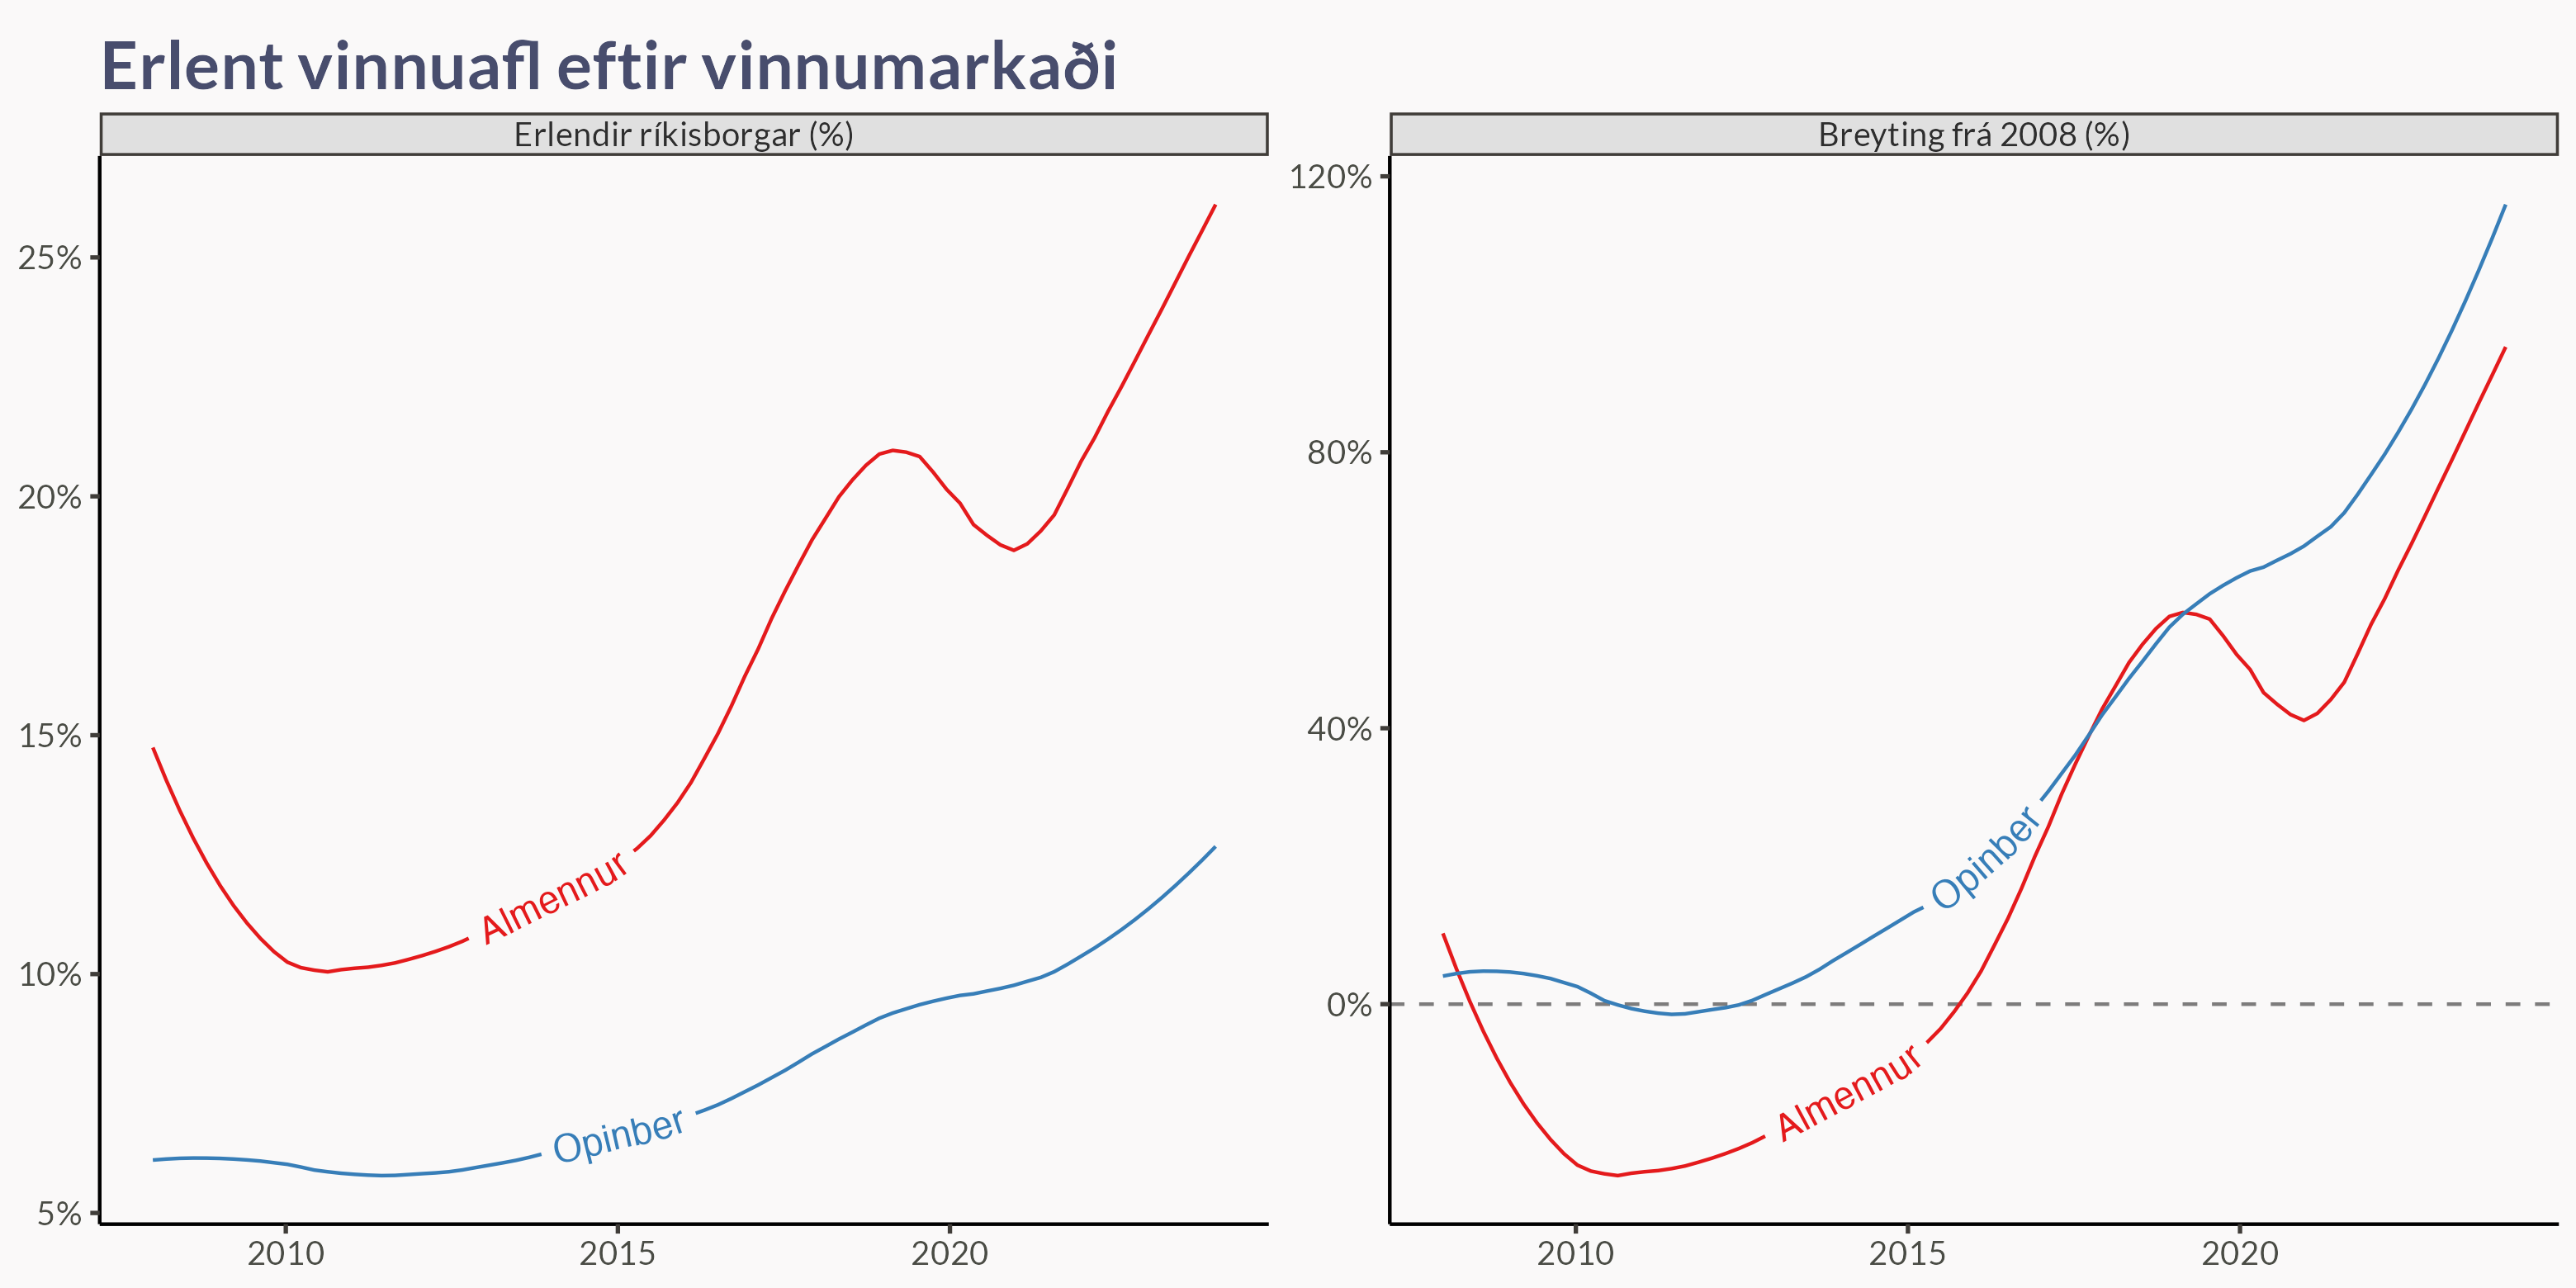 Erlent vinnuafl eftir vinnumarkaði
Erlendir ríkisborgar (%)
25%
20%
15%
10%
5%
Almennur
Opinber
2010 2015 2020
Breyting frá 2008 (%)
120%
80%
40%
0%
Opinber
Almennur
2010 2015 2020